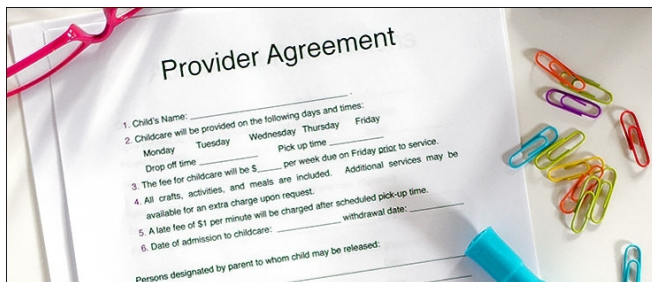 Provider Agreement
1. Child's Name: ____________________.
2. Childcare will be provided on the following days and times:
Monday Tuesday Wednesday Thursday Friday
Drop off time __________ Pick up time __________
3. The fee for childcare will be $____ per week due on Friday prior to service.
4. All crafts, activities, and meals are included. Additional services may be
available for an extra charge upon request.
5. A late fee of $1 per minute will be charged after scheduled pick-up time.
6. Date of admission to childcare: __________ withdrawal date: __________
Persons designated by parent to whom child may be released: